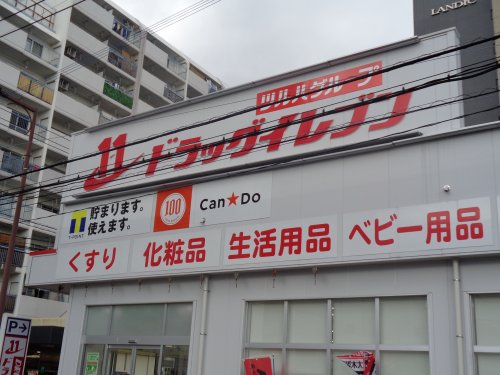 LANDIC
ツルハグループ
11 ドラッグイレブン
T-POINT
貯まります。
使えます。
100
Can★Do
くすり
化粧品
生活用品
ベビー用品
P→
11